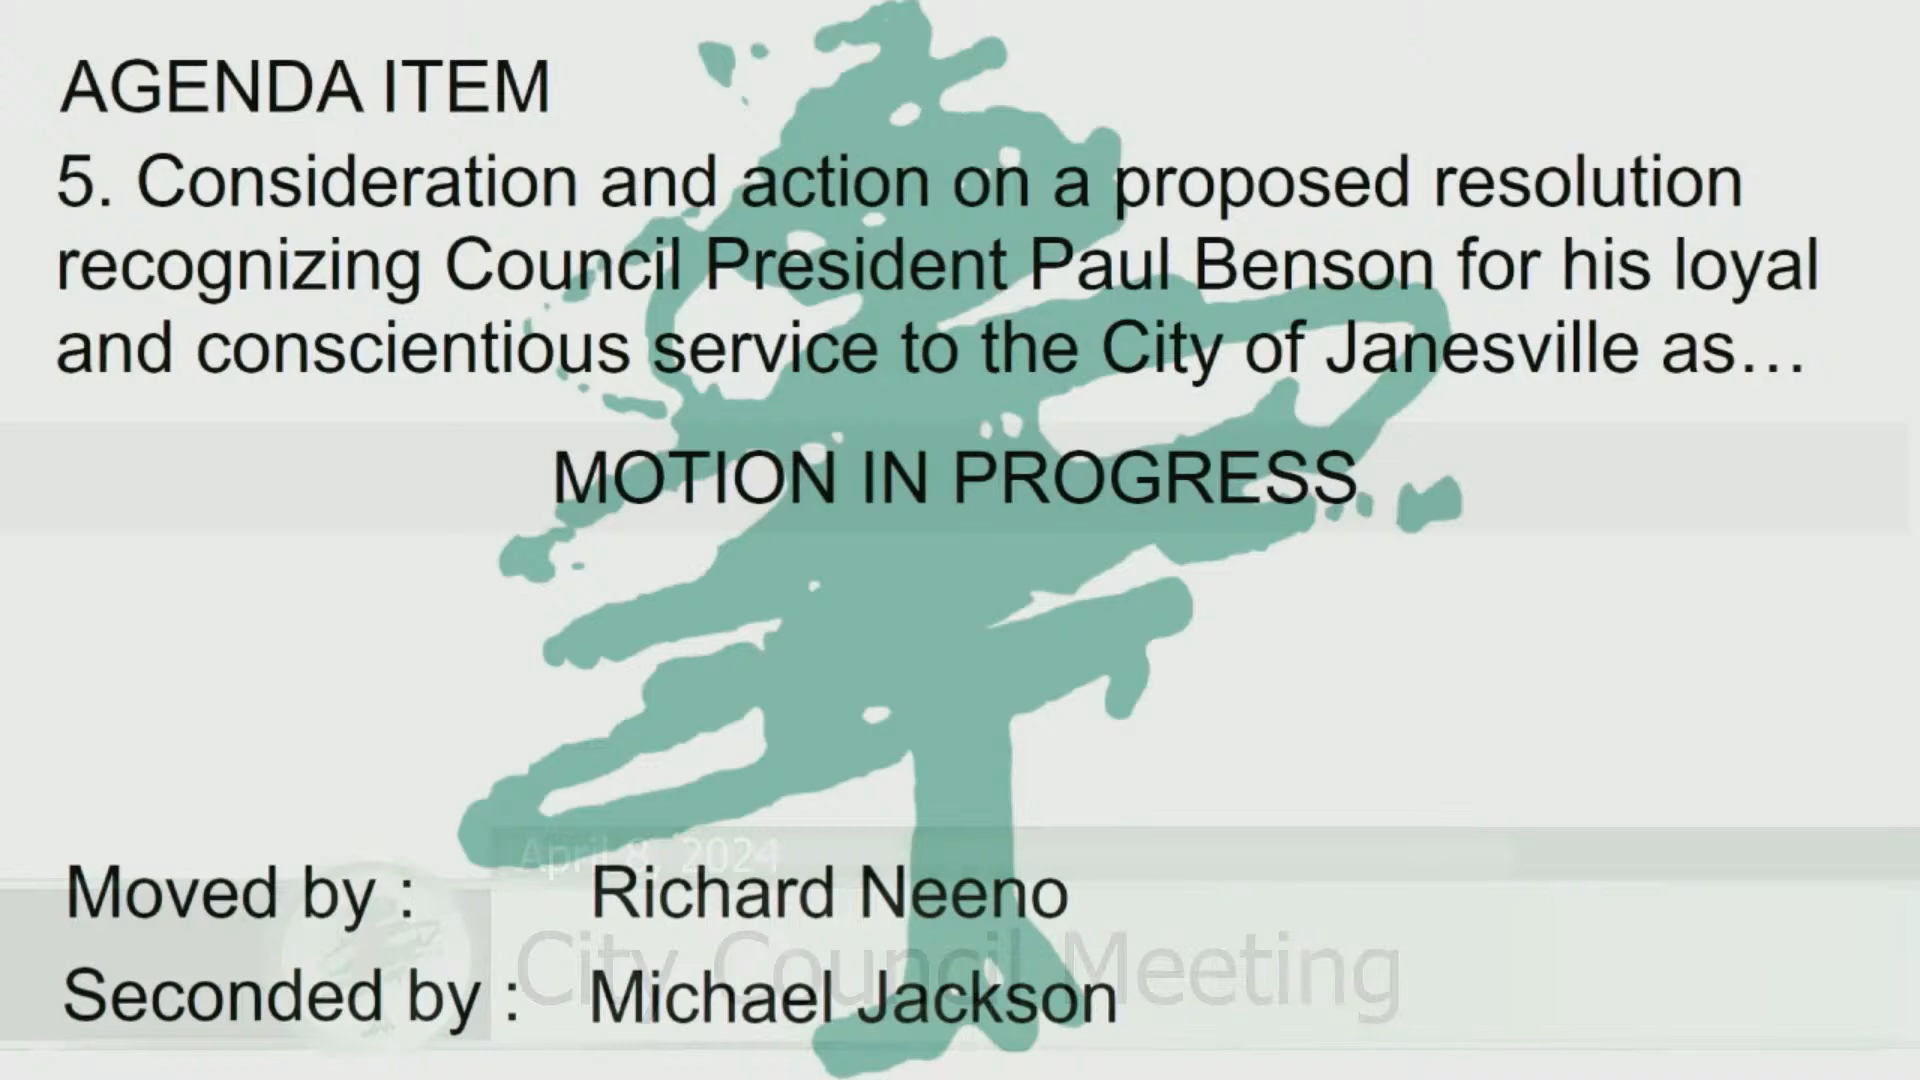 AGENDA ITEM
5. Consideration and action on a proposed resolution
recognizing Council President Paul Benson for his loyal
and conscientious service to the City of Janesville as…
MOTION IN PROGRESS
April 8, 2024
Moved by : Richard Neeno
City Council Meeting
Seconded by : Michael Jackson